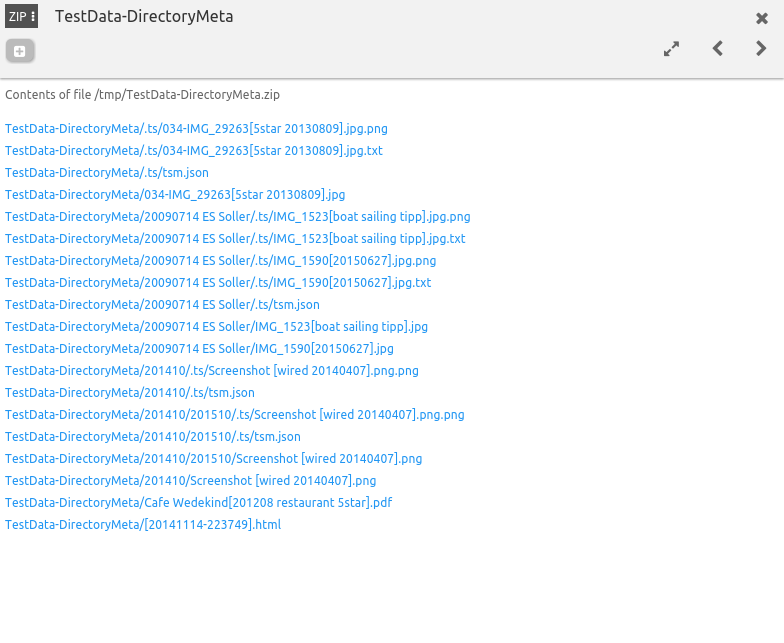 ZIP
TestData-DirectoryMeta
Contents of file /tmp/TestData-DirectoryMeta.zip
TestData-DirectoryMeta/.ts/034-IMG_29263[5star 20130809].jpg.png
TestData-DirectoryMeta/.ts/034-IMG_29263[5star 20130809].jpg.txt
TestData-DirectoryMeta/.ts/tsm.json
TestData-DirectoryMeta/034-IMG_29263[5star 20130809].jpg
TestData-DirectoryMeta/20090714 ES Soller/.ts/IMG_1523[boat sailing tipp].jpg.png
TestData-DirectoryMeta/20090714 ES Soller/.ts/IMG_1523[boat sailing tipp].jpg.txt
TestData-DirectoryMeta/20090714 ES Soller/.ts/IMG_1590[20150627].jpg.png
TestData-DirectoryMeta/20090714 ES Soller/.ts/IMG_1590[20150627].jpg.txt
TestData-DirectoryMeta/20090714 ES Soller/.ts/tsm.json
TestData-DirectoryMeta/20090714 ES Soller/IMG_1523[boat sailing tipp].jpg
TestData-DirectoryMeta/20090714 ES Soller/IMG_1590[20150627].jpg
TestData-DirectoryMeta/201410/.ts/Screenshot [wired 20140407].png.png
TestData-DirectoryMeta/201410/.ts/tsm.json
TestData-DirectoryMeta/201410/201510/.ts/Screenshot [wired 20140407].png.png
TestData-DirectoryMeta/201410/201510/.ts/tsm.json
TestData-DirectoryMeta/201410/201510/Screenshot [wired 20140407].png
TestData-DirectoryMeta/201410/Screenshot [wired 20140407].png
TestData-DirectoryMeta/Cafe Wedekind[201208 restaurant 5star].pdf
TestData-DirectoryMeta/[20141114-223749].html